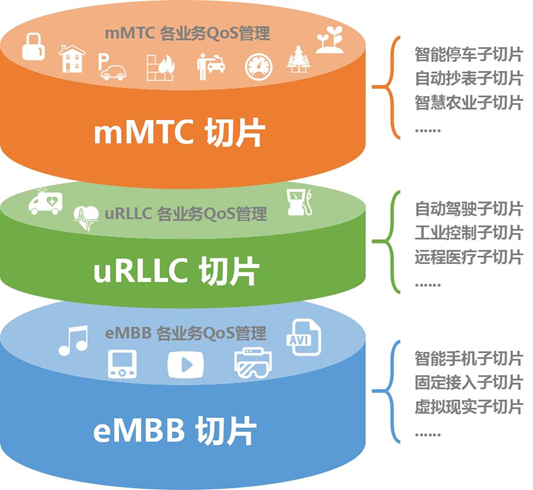 mMTC 各业务QoS管理
P
mMTC 切片
智能停车子切片
自动抄表子切片
智慧农业子切片
......
uRLLC 各业务QoS管理
uRLLC 切片
自动驾驶子切片
工业控制子切片
远程医疗子切片
......
eMBB 各业务QoS管理
AVI
eMBB 切片
智能手机子切片
固定接入子切片
虚拟现实子切片
......